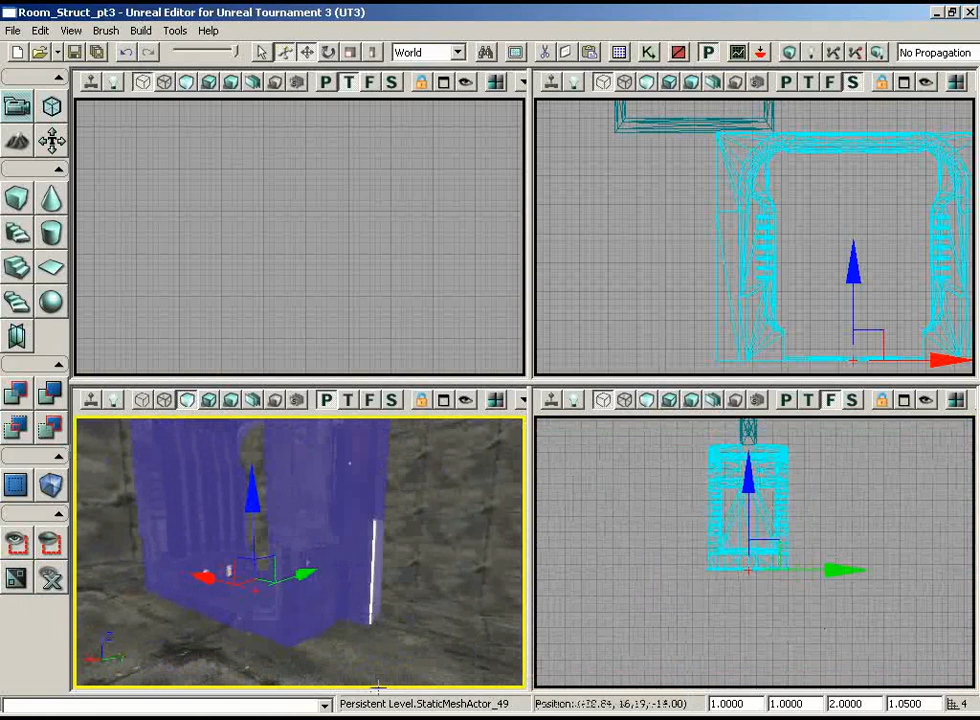 Room_Struct_pt3 - Unreal Editor for Unreal Tournament 3 (UT3)
File Edit View Brush Build Tools Help
World P No Propagation
P T F S
P T F S
P T F S
P T F S
Persistent Level.StaticMeshActor_49 1.0000 1.0000 2.0000 1.0500 4